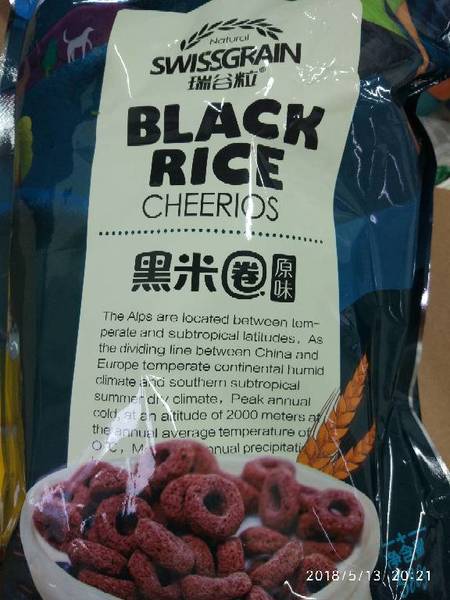 Natural
SWISSGRAIN
瑞谷粒®
BLACK
RICE
CHEERIOS
黑米圈 原味
The Alps are located between tem-
perate and subtropical latitudes, As
the dividing line between China and
Europe temperate continental humid
climate and southern subtropical
summer dry climate, Peak annual
cold, at an altitude of 2000 meters at
the annual average temperature of
0℃, M nnual precipitati
2018/5/13 20:21